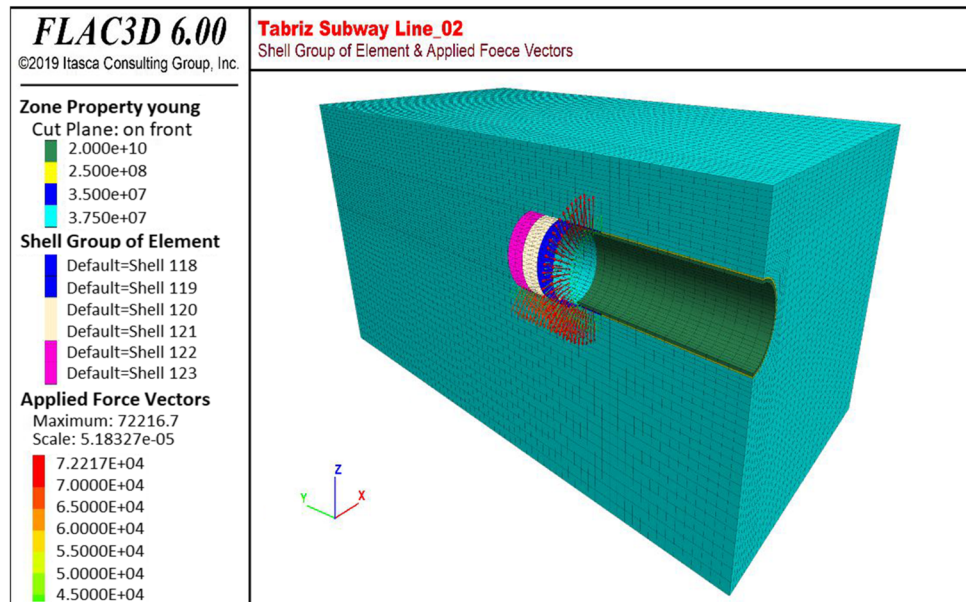 FLAC3D 6.00
©2019 Itasca Consulting Group, Inc.
Zone Property young
Cut Plane: on front
2.000e+10
2.500e+08
3.500e+07
3.750e+07
Shell Group of Element
Default=Shell 118
Default=Shell 119
Default=Shell 120
Default=Shell 121
Default=Shell 122
Default=Shell 123
Applied Force Vectors
Maximum: 72216.7
Scale: 5.18327e-05
7.2217E+04
7.0000E+04
6.5000E+04
6.0000E+04
5.5000E+04
5.0000E+04
4.5000E+04
Tabriz Subway Line_02
Shell Group of Element & Applied Foece Vectors
Z
Y
X